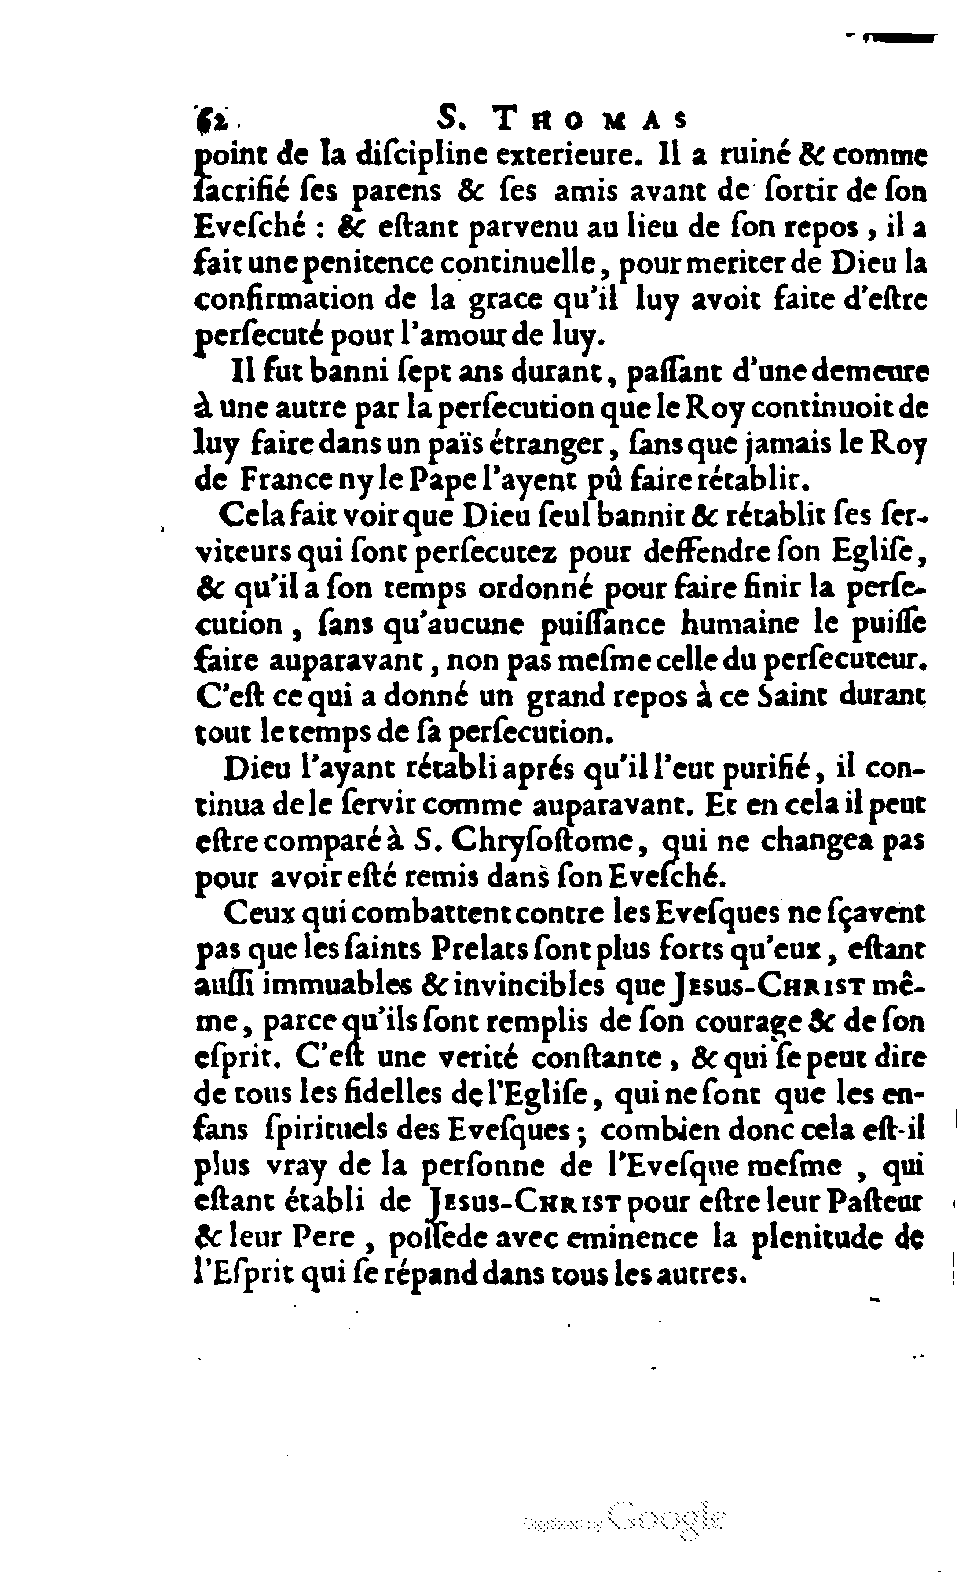 62. S. THOMAS
point de la diſcipline exterieure. Il a ruiné & comme
ſacrifié ſes parens & ſes amis avant de ſortir de ſon
Eveſché : & eſtant parvenu au lieu de ſon repos, il a
fait une penitence continuelle, pour meriter de Dieu la
confirmation de la grace qu'il luy avoit faite d'eſtre
perſecuté pour l'amour de luy.
Il fut banni ſept ans durant, paſſant d'une demeure
à une autre par la perſecution que le Roy continuoit de
luy faire dans un païs étranger, ſans que jamais le Roy
de France ny le Pape l'ayent pû faire rétablir.
Cela fait voir que Dieu ſeul bannit & rétablit ſes ſer-
viteurs qui ſont perſecutez pour deffendre ſon Egliſe,
& qu'il a ſon temps ordonné pour faire finir la perſe-
cution, ſans qu'aucune puiſſance humaine le puiſſe
faire auparavant, non pas meſme celle du perſecuteur.
C'eſt ce qui a donné un grand repos à ce Saint durant
tout le temps de ſa perſecution.
Dieu l'ayant rétabli aprés qu'il l'eut purifié, il con-
tinua de le ſervir comme auparavant. Et en cela il peut
eſtre comparé à S. Chryſoſtome, qui ne changea pas
pour avoir eſté remis dans ſon Eveſché.
Ceux qui combattent contre les Eveſques ne ſçavent
pas que les ſaints Prelats ſont plus forts qu'eux, eſtant
auſſi immuables & invincibles que JESUS-CHRIST mê-
me, parce qu'ils ſont remplis de ſon courage & de ſon
eſprit. C'eſt une verité conſtante, & qui ſe peut dire
de tous les fidelles de l'Egliſe, qui ne ſont que les en-
fans ſpirituels des Eveſques; combien donc cela eſt-il
plus vray de la perſonne de l'Eveſque meſme, qui
eſtant établi de JESUS-CHRIST pour eſtre leur Paſteur
& leur Pere, poſſede avec eminence la plenitude de
l'Eſprit qui ſe répand dans tous les autres.
Digitized by Google